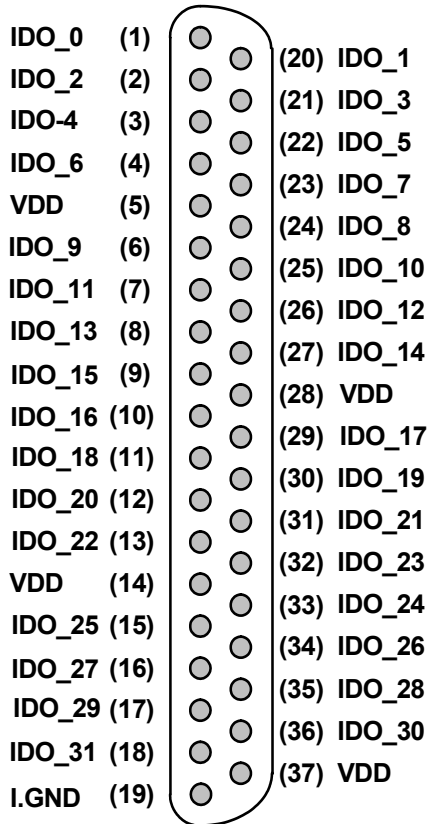 IDO_0 (1)
IDO_2 (2)
IDO-4 (3)
IDO_6 (4)
VDD (5)
IDO_9 (6)
IDO_11 (7)
IDO_13 (8)
IDO_15 (9)
IDO_16 (10)
IDO_18 (11)
IDO_20 (12)
IDO_22 (13)
VDD (14)
IDO_25 (15)
IDO_27 (16)
IDO_29 (17)
IDO_31 (18)
I.GND (19)
(20) IDO_1
(21) IDO_3
(22) IDO_5
(23) IDO_7
(24) IDO_8
(25) IDO_10
(26) IDO_12
(27) IDO_14
(28) VDD
(29) IDO_17
(30) IDO_19
(31) IDO_21
(32) IDO_23
(33) IDO_24
(34) IDO_26
(35) IDO_28
(36) IDO_30
(37) VDD